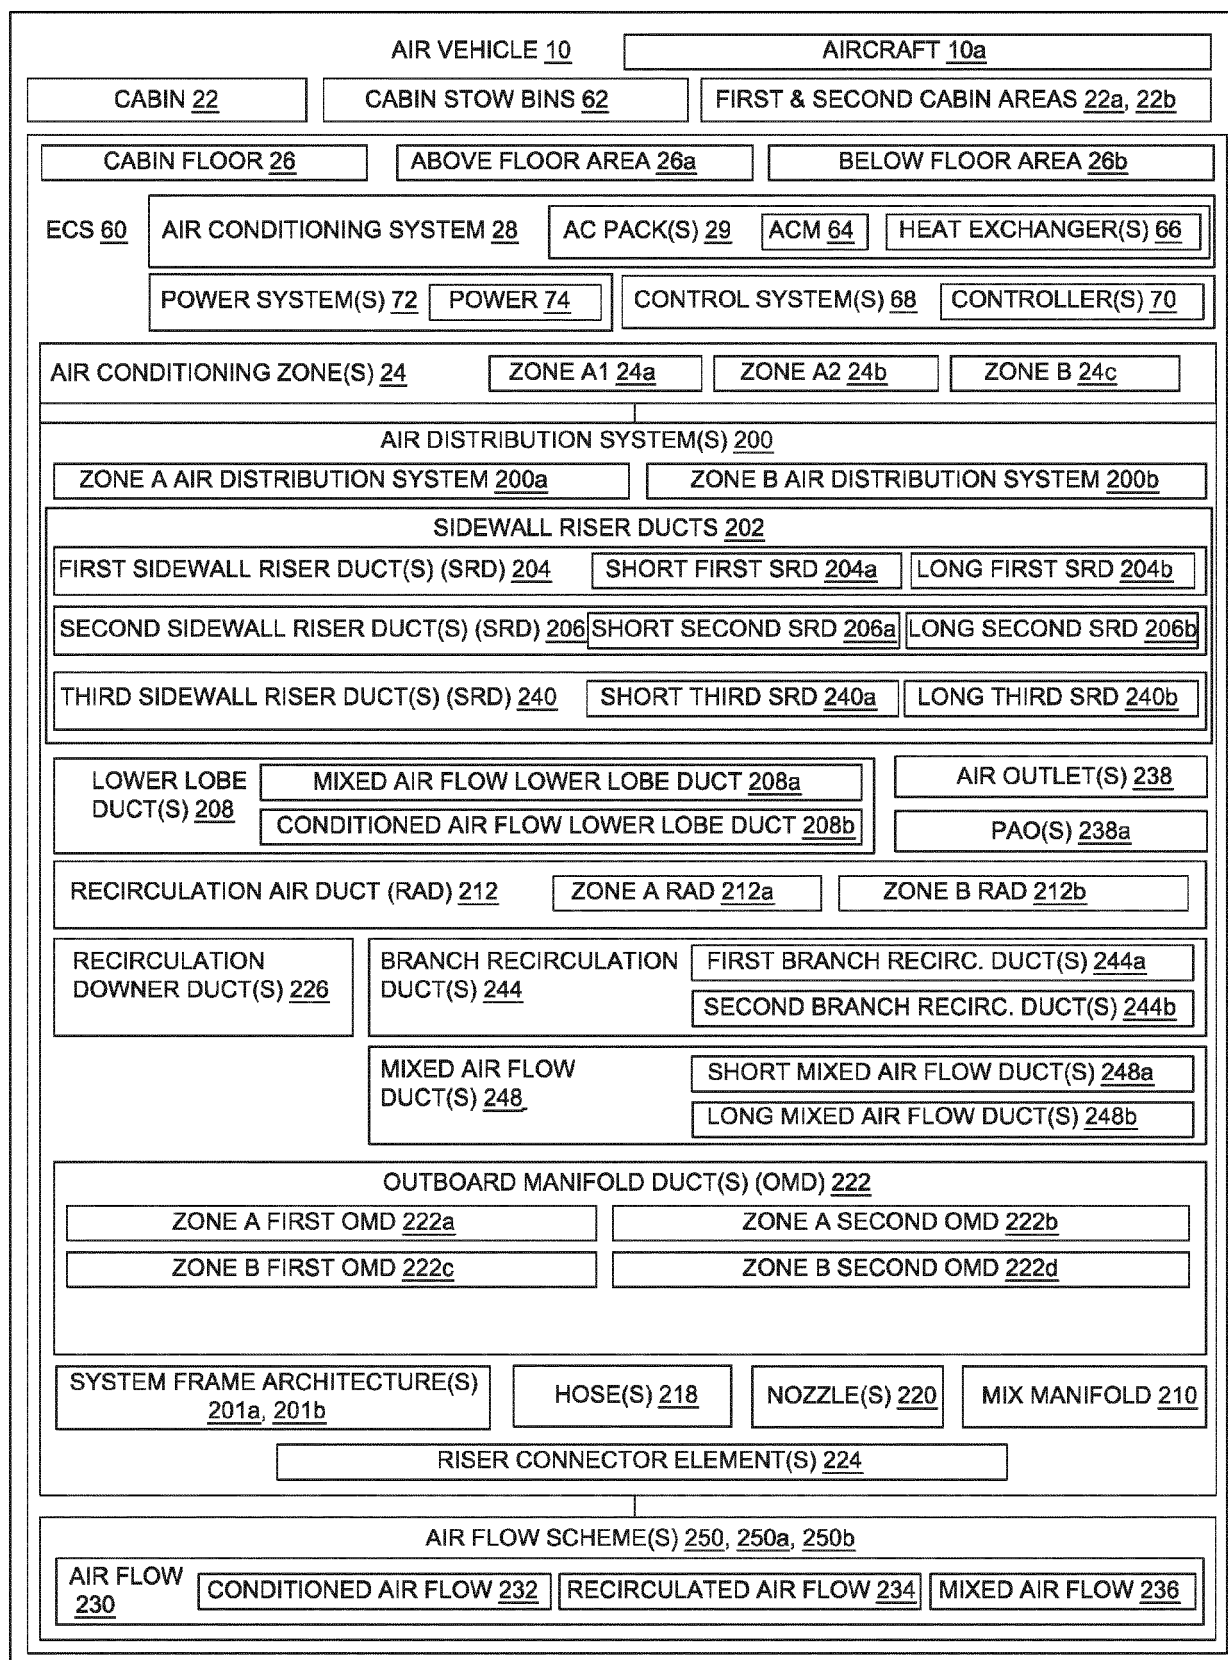 AIR VEHICLE 10
AIRCRAFT 10a
CABIN 22
CABIN STOW BINS 62
FIRST & SECOND CABIN AREAS 22a, 22b
CABIN FLOOR 26
ABOVE FLOOR AREA 26a
BELOW FLOOR AREA 26b
ECS 60
AIR CONDITIONING SYSTEM 28
AC PACK(S) 29
ACM 64
HEAT EXCHANGER(S) 66
POWER SYSTEM(S) 72
POWER 74
CONTROL SYSTEM(S) 68
CONTROLLER(S) 70
AIR CONDITIONING ZONE(S) 24
ZONE A1 24a
ZONE A2 24b
ZONE B 24c
AIR DISTRIBUTION SYSTEM(S) 200
ZONE A AIR DISTRIBUTION SYSTEM 200a
ZONE B AIR DISTRIBUTION SYSTEM 200b
SIDEWALL RISER DUCTS 202
FIRST SIDEWALL RISER DUCT(S) (SRD) 204
SHORT FIRST SRD 204a
LONG FIRST SRD 204b
SECOND SIDEWALL RISER DUCT(S) (SRD) 206
SHORT SECOND SRD 206a
LONG SECOND SRD 206b
THIRD SIDEWALL RISER DUCT(S) (SRD) 240
SHORT THIRD SRD 240a
LONG THIRD SRD 240b
LOWER LOBE
DUCT(S) 208
MIXED AIR FLOW LOWER LOBE DUCT 208a
CONDITIONED AIR FLOW LOWER LOBE DUCT 208b
AIR OUTLET(S) 238
PAO(S) 238a
RECIRCULATION AIR DUCT (RAD) 212
ZONE A RAD 212a
ZONE B RAD 212b
RECIRCULATION
DOWNER DUCT(S) 226
BRANCH RECIRCULATION
DUCT(S) 244
FIRST BRANCH RECIRC. DUCT(S) 244a
SECOND BRANCH RECIRC. DUCT(S) 244b
MIXED AIR FLOW
DUCT(S) 248
SHORT MIXED AIR FLOW DUCT(S) 248a
LONG MIXED AIR FLOW DUCT(S) 248b
OUTBOARD MANIFOLD DUCT(S) (OMD) 222
ZONE A FIRST OMD 222a
ZONE A SECOND OMD 222b
ZONE B FIRST OMD 222c
ZONE B SECOND OMD 222d
SYSTEM FRAME ARCHITECTURE(S)
201a, 201b
HOSE(S) 218
NOZZLE(S) 220
MIX MANIFOLD 210
RISER CONNECTOR ELEMENT(S) 224
AIR FLOW SCHEME(S) 250, 250a, 250b
AIR FLOW
230
CONDITIONED AIR FLOW 232
RECIRCULATED AIR FLOW 234
MIXED AIR FLOW 236